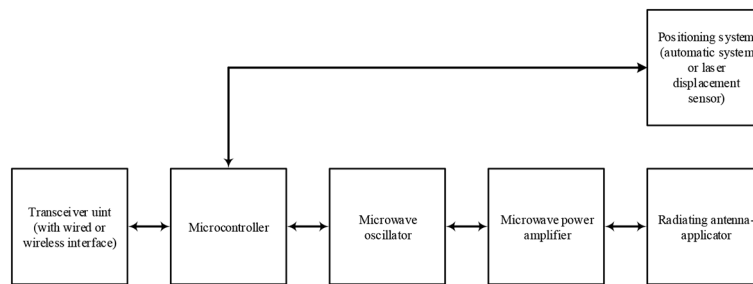 Positioning system
(automatic system
or laser
displacement
sensor)
Transceiver uint
(with wired or
wireless interface)
Microcontroller
Microwave
oscillator
Microwave power
amplifier
Radiating antenna-
applicator